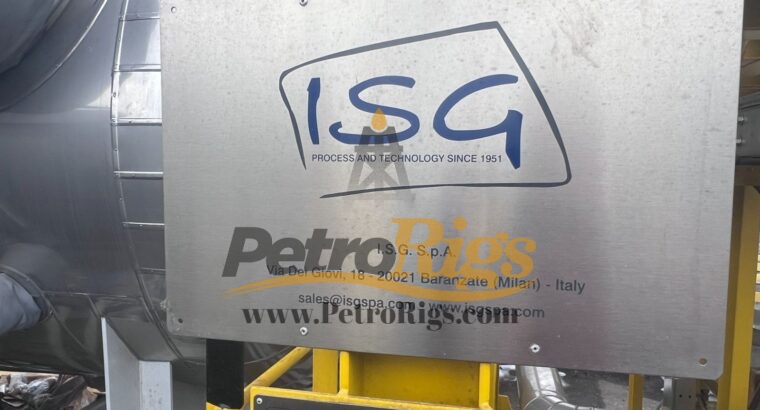 ISG
PROCESS AND TECHNOLOGY SINCE 1951
PetroRigs
I.S.G. S.p.A.
Via Dei Giovi, 18 - 20021 Baranzate (Milan) - Italy
sales@isgspa.com - www.isgspa.com
www.PetroRigs.com